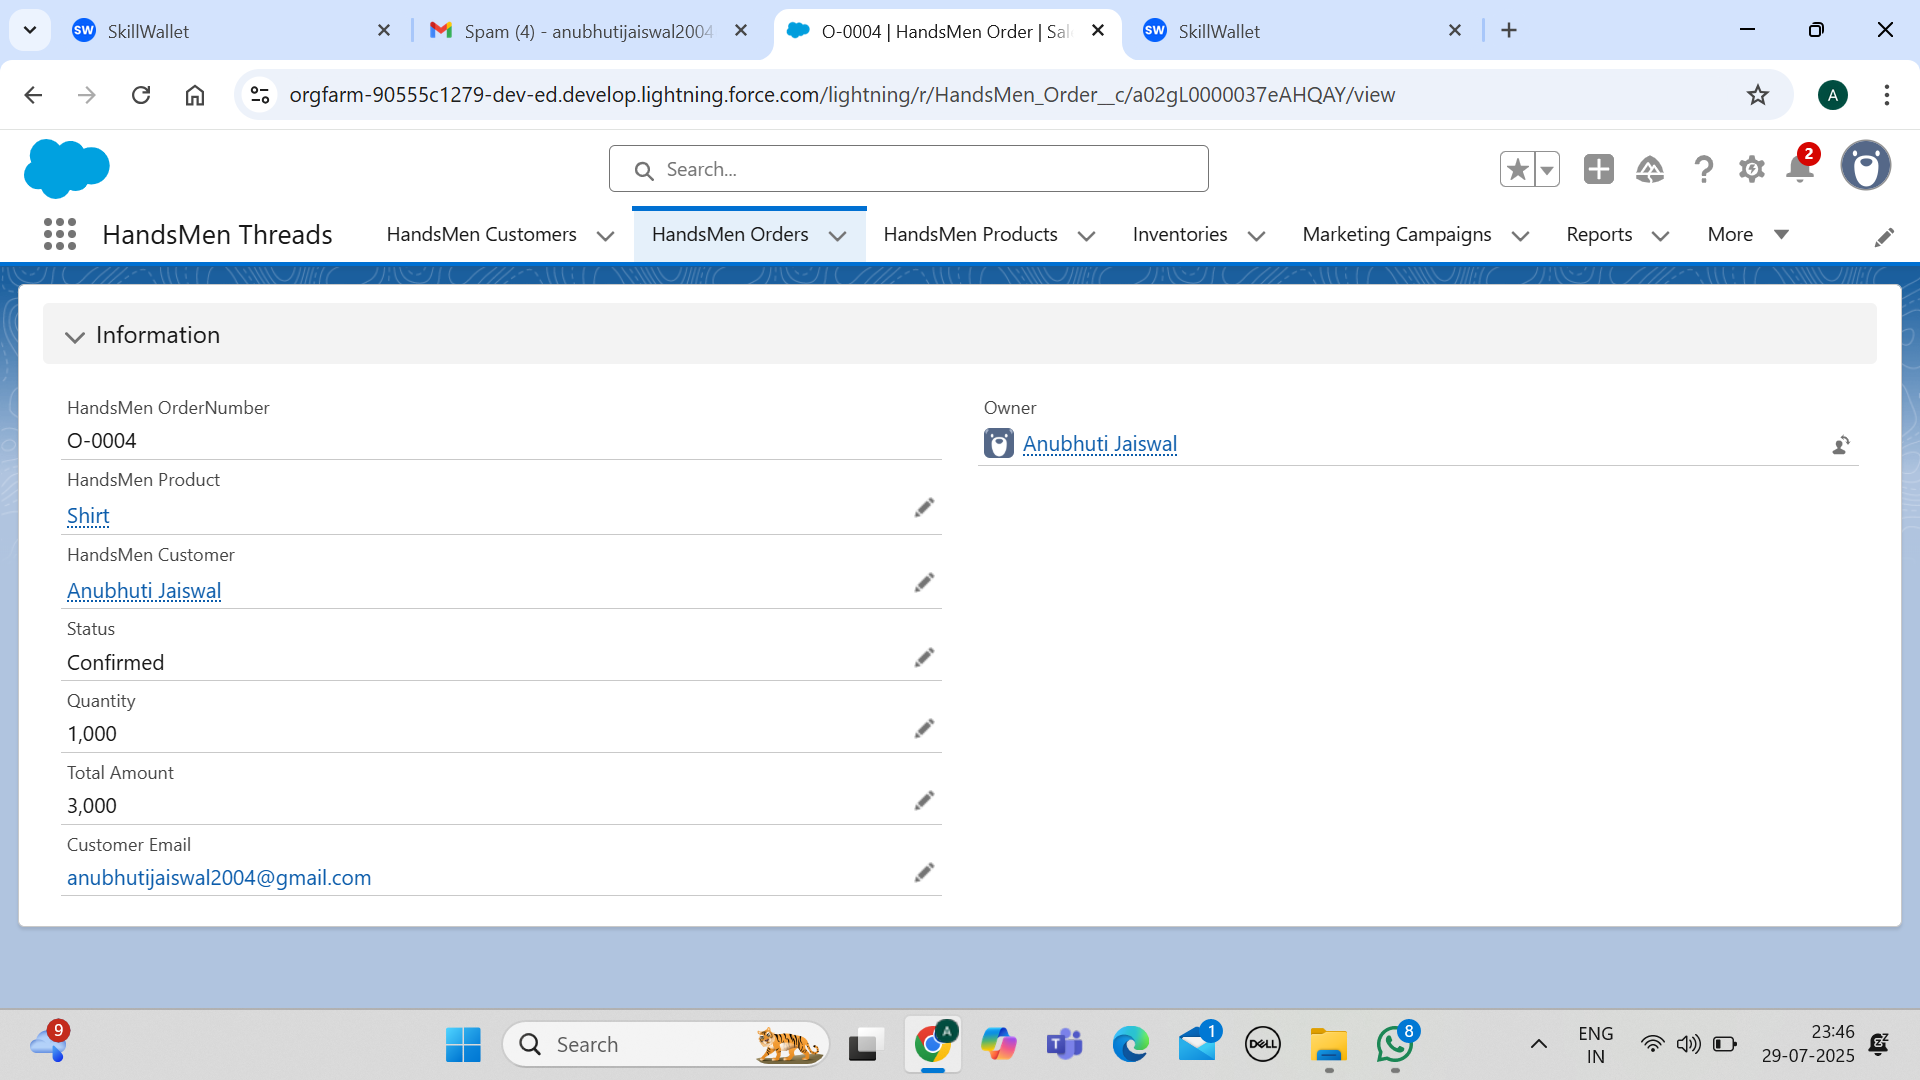 SkillWallet
Spam (4) - anubhutijaiswal2004
O-0004 | HandsMen Order | Sal
SkillWallet
orgfarm-90555c1279-dev-ed.develop.lightning.force.com/lightning/r/HandsMen_Order__c/a02gL0000037eAHQAY/view
A
Search...
2
HandsMen Threads
HandsMen Customers
HandsMen Orders
HandsMen Products
Inventories
Marketing Campaigns
Reports
More
Information
HandsMen OrderNumber
O-0004
HandsMen Product
Shirt
HandsMen Customer
Anubhuti Jaiswal
Status
Confirmed
Quantity
1,000
Total Amount
3,000
Customer Email
anubhutijaiswal2004@gmail.com
Owner
Anubhuti Jaiswal
9
Search
A
1
DELL
8
ENG
IN
23:46
29-07-2025